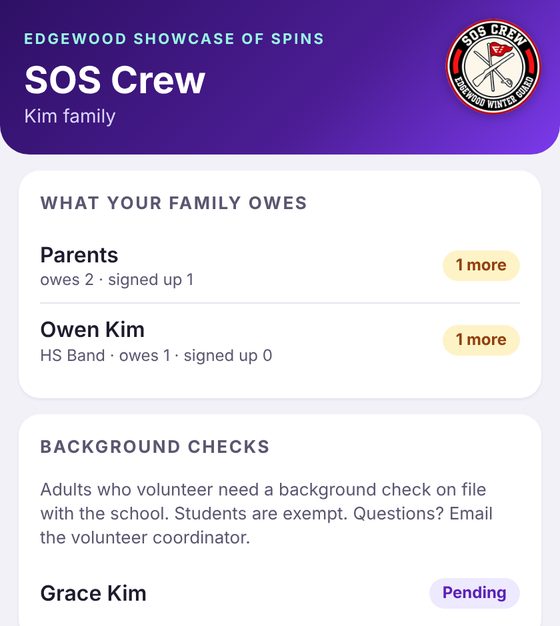 EDGEWOOD SHOWCASE OF SPINS
SOS Crew
Kim family
SOS CREW
EDGEWOOD WINTER GUARD
WHAT YOUR FAMILY OWES
Parents
owes 2 · signed up 1
1 more
Owen Kim
HS Band · owes 1 · signed up 0
1 more
BACKGROUND CHECKS
Adults who volunteer need a background check on file
with the school. Students are exempt. Questions? Email
the volunteer coordinator.
Grace Kim
Pending